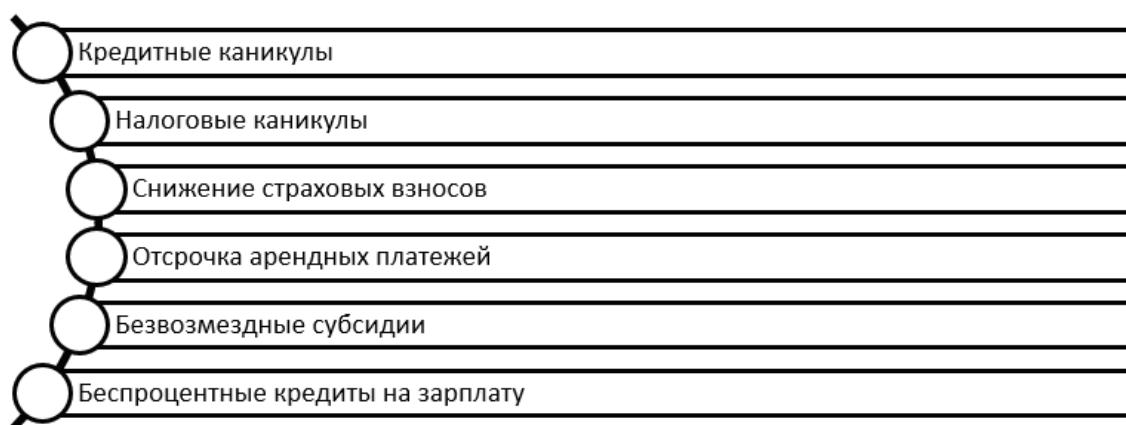 Кредитные каникулы
Налоговые каникулы
Снижение страховых взносов
Отсрочка арендных платежей
Безвозмездные субсидии
Беспроцентные кредиты на зарплату